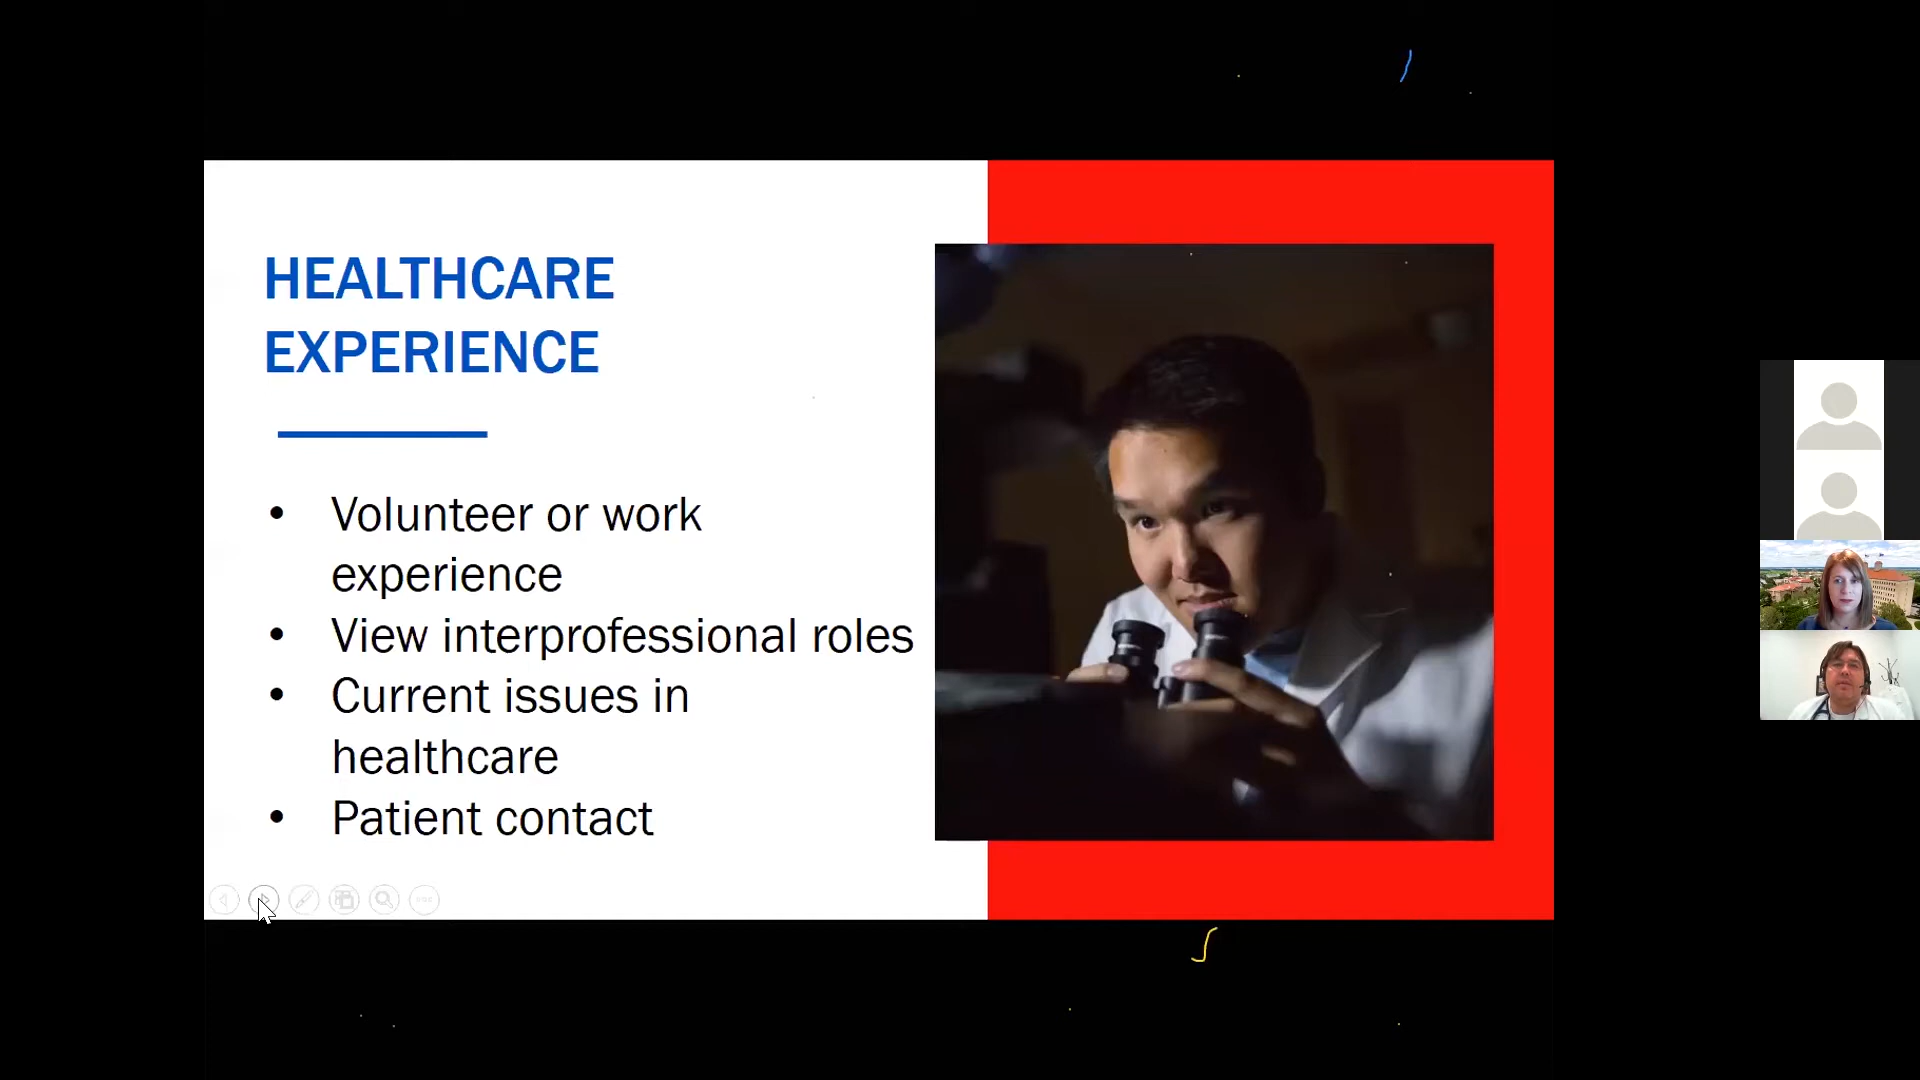 HEALTHCARE
EXPERIENCE
• Volunteer or work
experience
• View interprofessional roles
• Current issues in
healthcare
• Patient contact